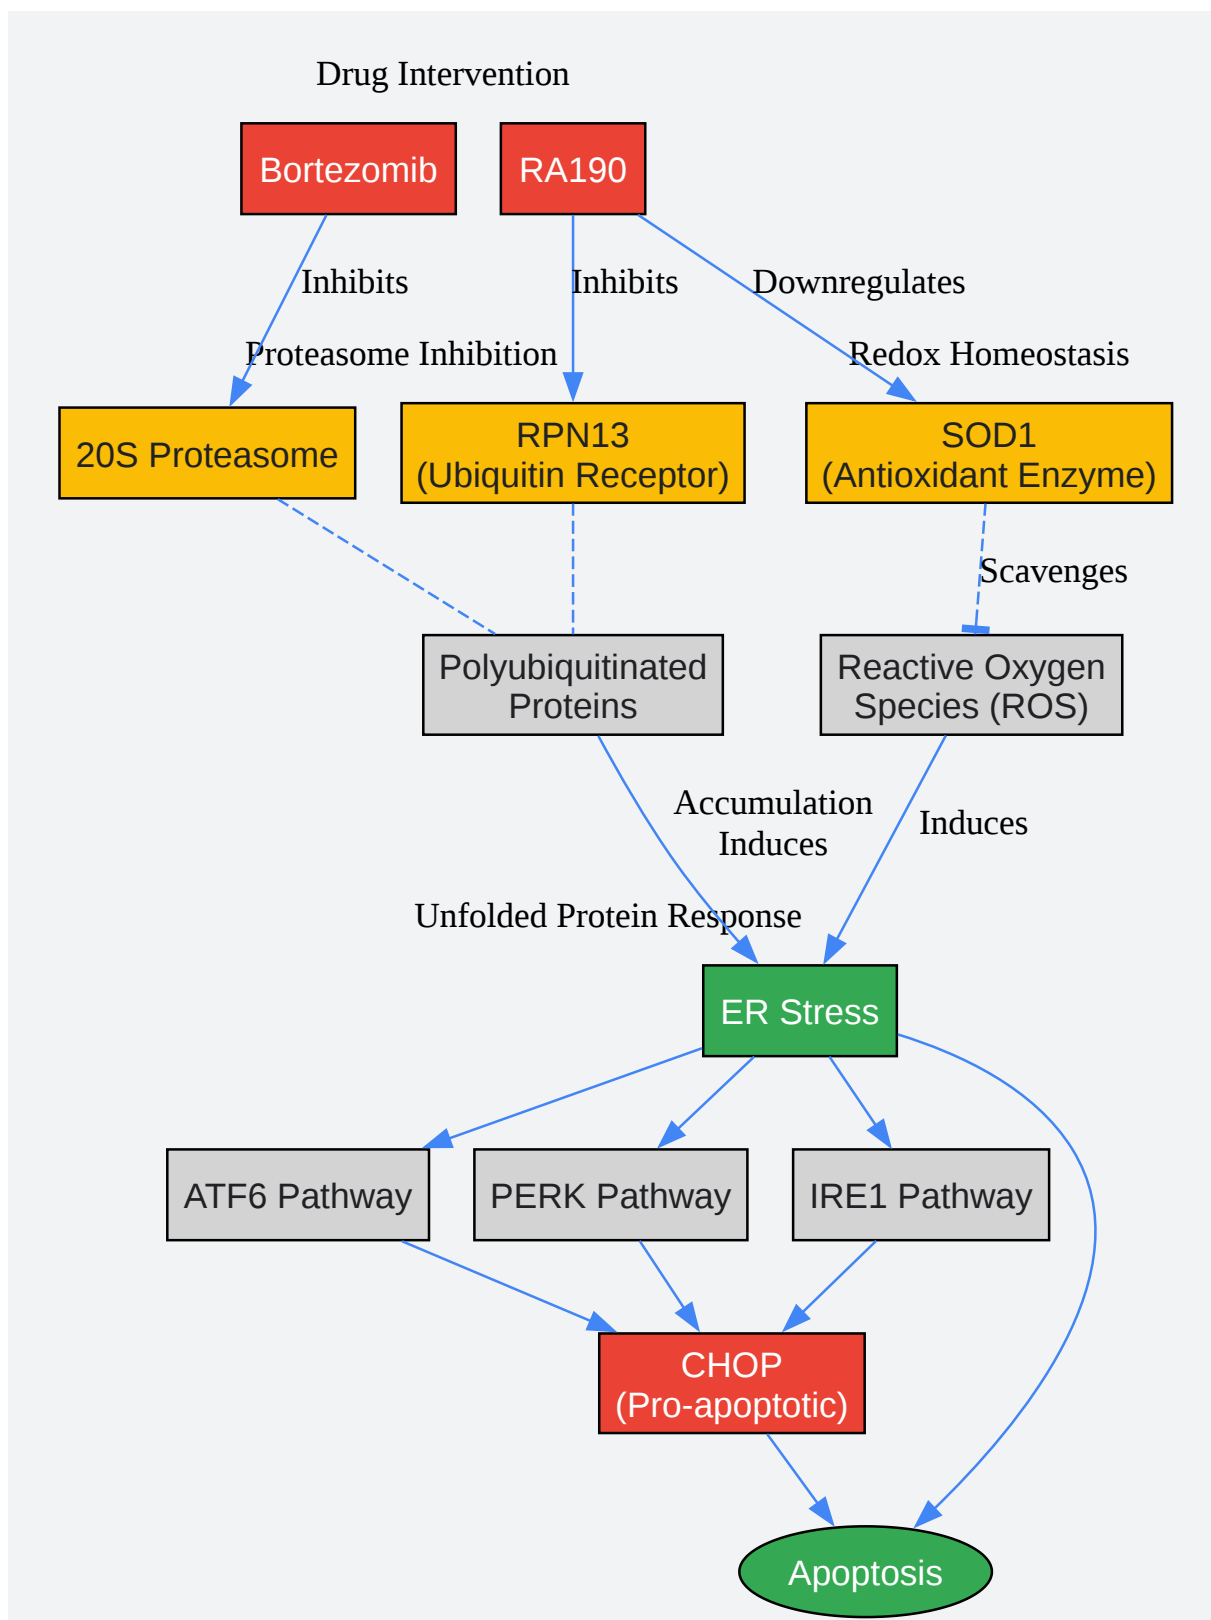 Drug Intervention
Bortezomib
RA190
Inhibits
Inhibits
Downregulates
Proteasome Inhibition
Redox Homeostasis
20S Proteasome
RPN13
(Ubiquitin Receptor)
SOD1
(Antioxidant Enzyme)
Scavenges
Polyubiquitinated
Proteins
Reactive Oxygen
Species (ROS)
Accumulation
Induces
Induces
Unfolded Protein Response
ER Stress
ATF6 Pathway
PERK Pathway
IRE1 Pathway
CHOP
(Pro-apoptotic)
Apoptosis